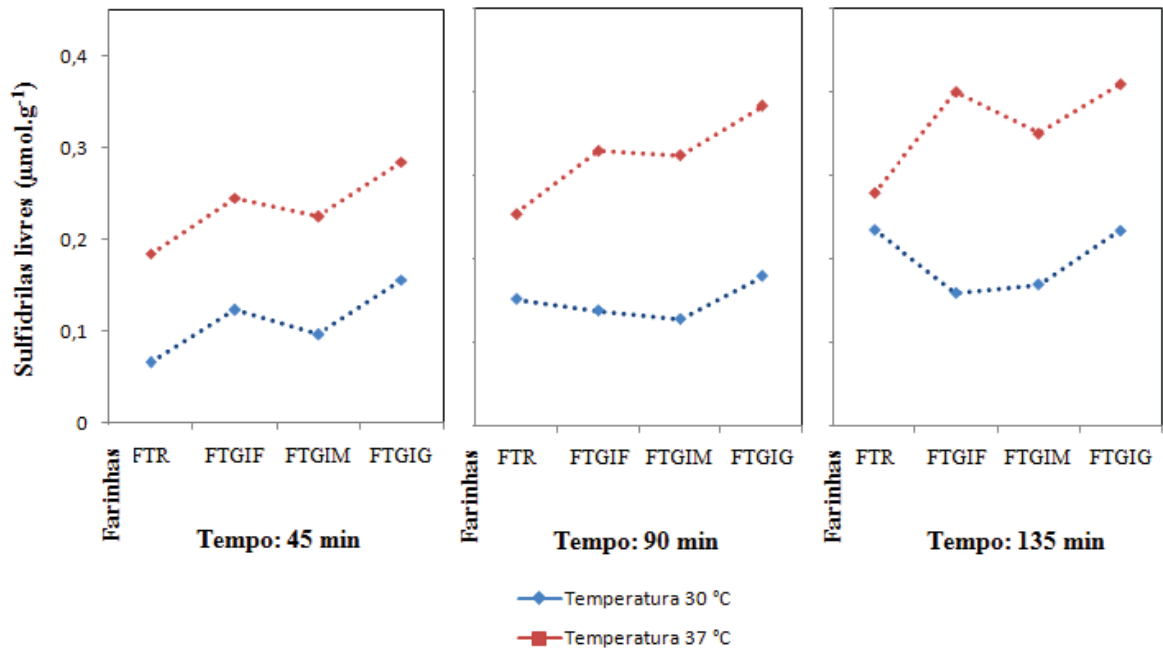 Sulfidrilas livres (µmol.g⁻¹)
0,4
0,3
0,2
0,1
0
Farinhas
FTR FTGIF FTGIM FTGIG
Tempo: 45 min
Farinhas
FTR FTGIF FTGIM FTGIG
Tempo: 90 min
Farinhas
FTR FTGIF FTGIM FTGIG
Tempo: 135 min
Temperatura 30 °C
Temperatura 37 °C